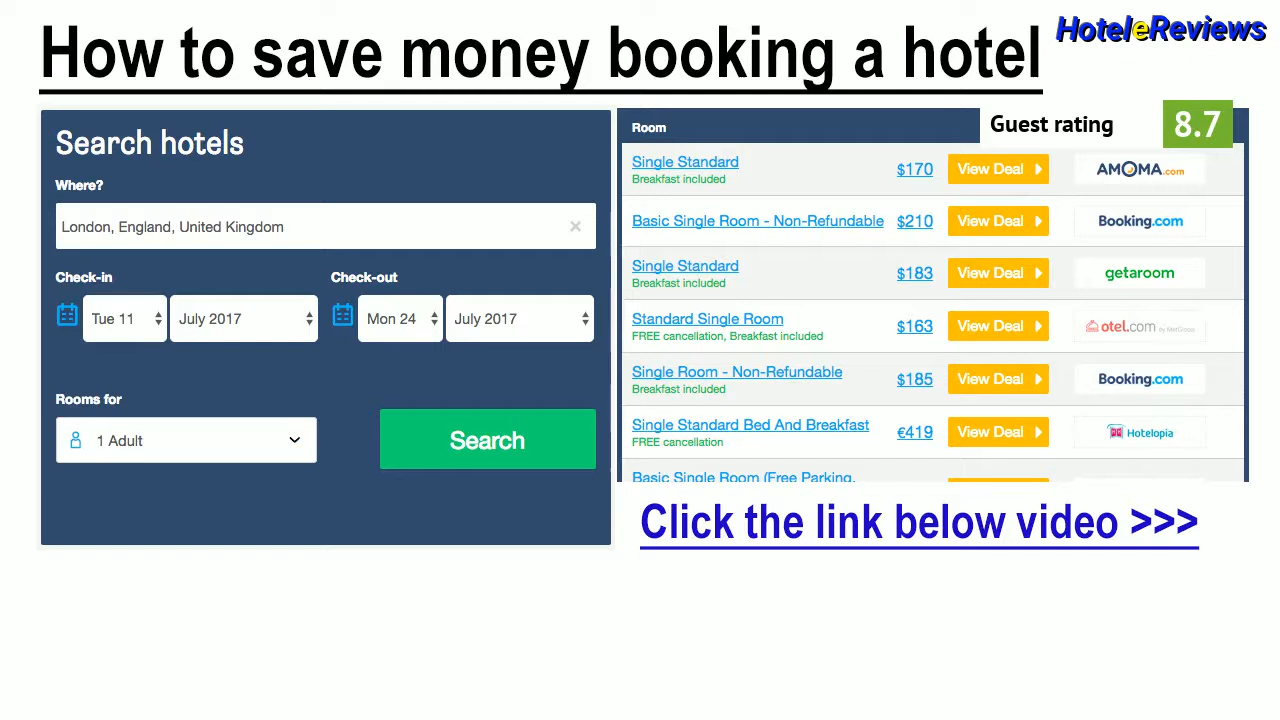 How to save money booking a hotel
HoteleReviews
Search hotels
Where?
London, England, United Kingdom
Check-in
Check-out
Tue 11
July 2017
Mon 24
July 2017
Rooms for
1 Adult
Search
Room
Guest rating
8.7
Single Standard
Breakfast included
$170
View Deal
AMOMA.com
Basic Single Room - Non-Refundable
$210
View Deal
Booking.com
Single Standard
Breakfast included
$183
View Deal
getaroom
Standard Single Room
FREE cancellation, Breakfast included
$163
View Deal
otel.com
Single Room - Non-Refundable
Breakfast included
$185
View Deal
Booking.com
Single Standard Bed And Breakfast
FREE cancellation
€419
View Deal
Hotelopia
Basic Single Room (Free Parking,
Click the link below video >>>